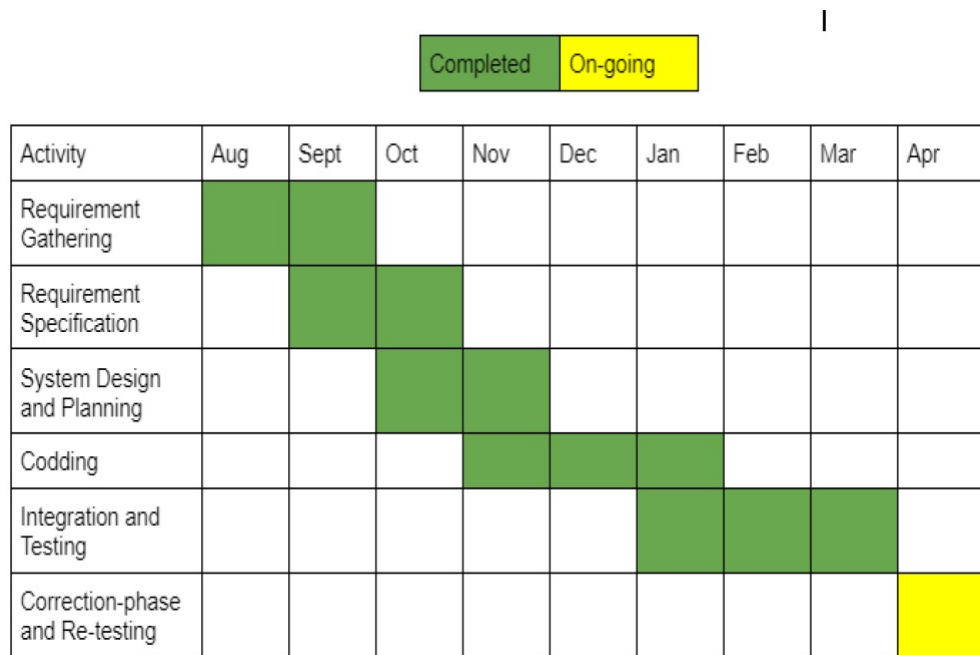 Completed On-going
Activity Aug Sept Oct Nov Dec Jan Feb Mar Apr
Requirement
Gathering
Requirement
Specification
System Design
and Planning
Codding
Integration and
Testing
Correction-phase
and Re-testing